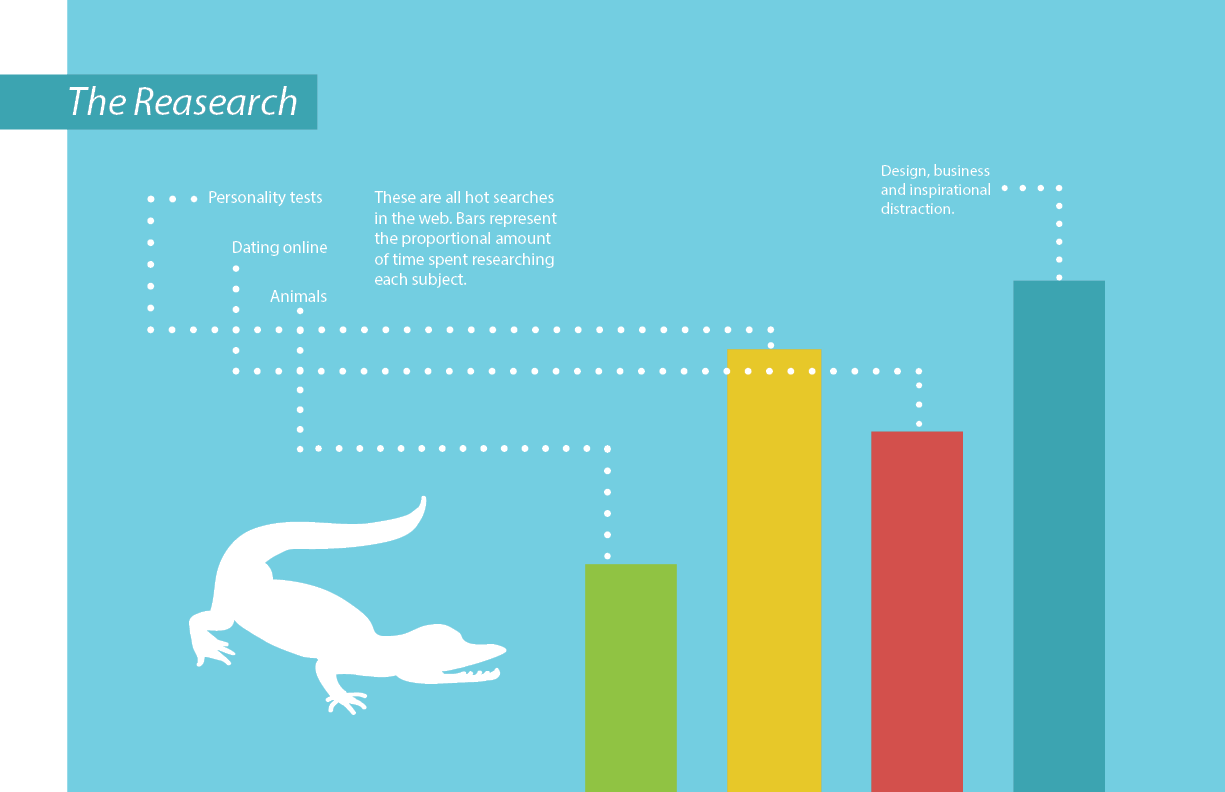 The Reasearch
Personality tests
Dating online
Animals
These are all hot searches
in the web. Bars represent
the proportional amount
of time spent researching
each subject.
Design, business
and inspirational
distraction.